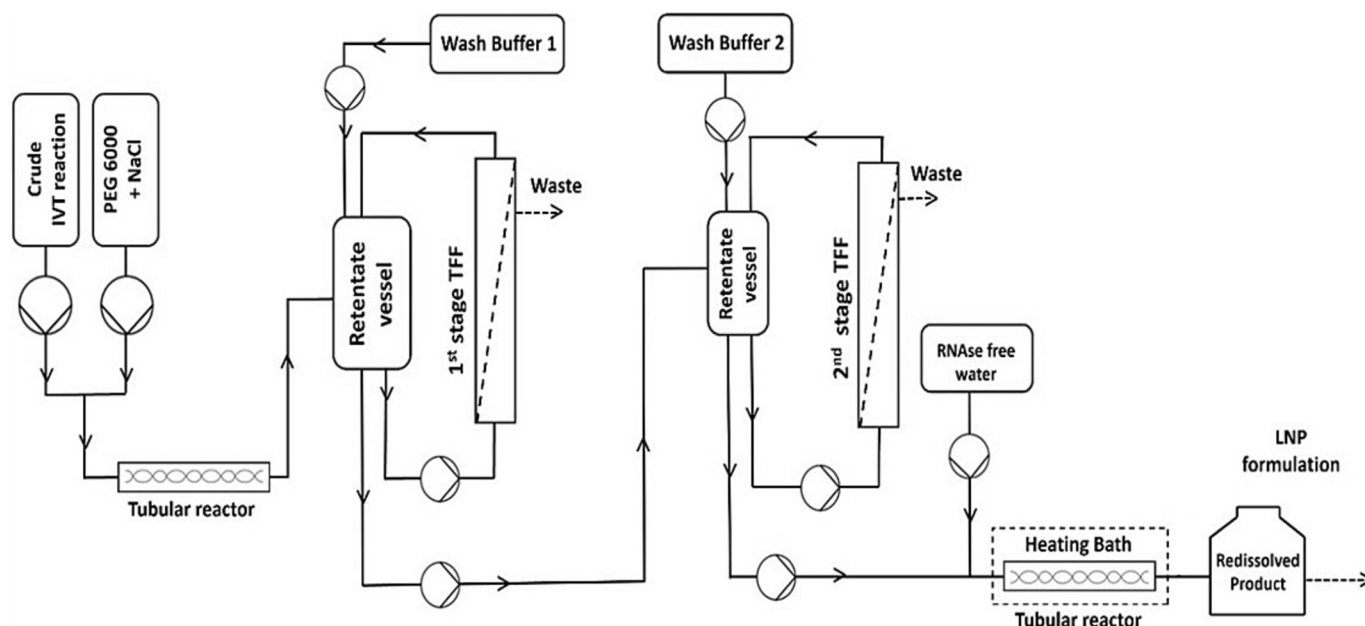 Wash Buffer 1
Wash Buffer 2
Crude
IVT reaction
PEG 6000
+ NaCl
Retentate
vessel
1st stage TFF
Waste
Retentate
vessel
2nd stage TFF
Waste
RNAse free
water
Tubular reactor
LNP
formulation
Heating Bath
Redissolved
Product
Tubular reactor